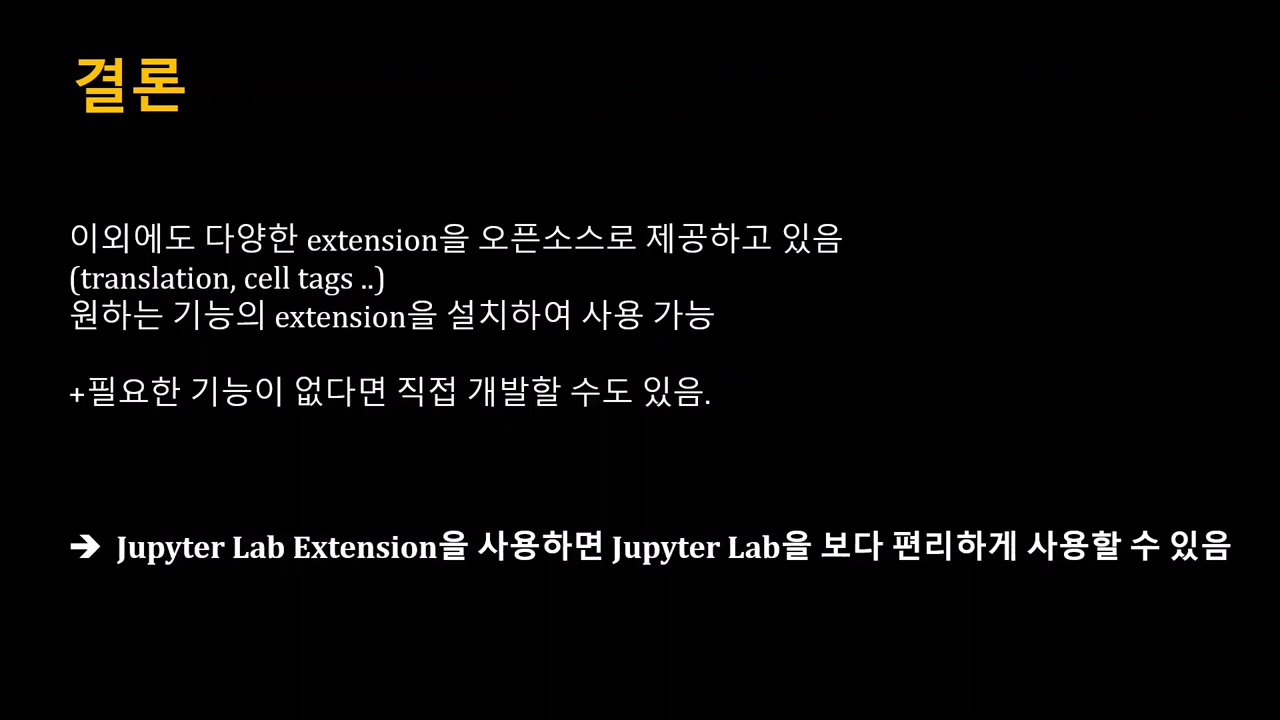 결론
이외에도 다양한 extension을 오픈소스로 제공하고 있음
(translation, cell tags ..)
원하는 기능의 extension을 설치하여 사용 가능
+필요한 기능이 없다면 직접 개발할 수도 있음.
➔ Jupyter Lab Extension을 사용하면 Jupyter Lab을 보다 편리하게 사용할 수 있음